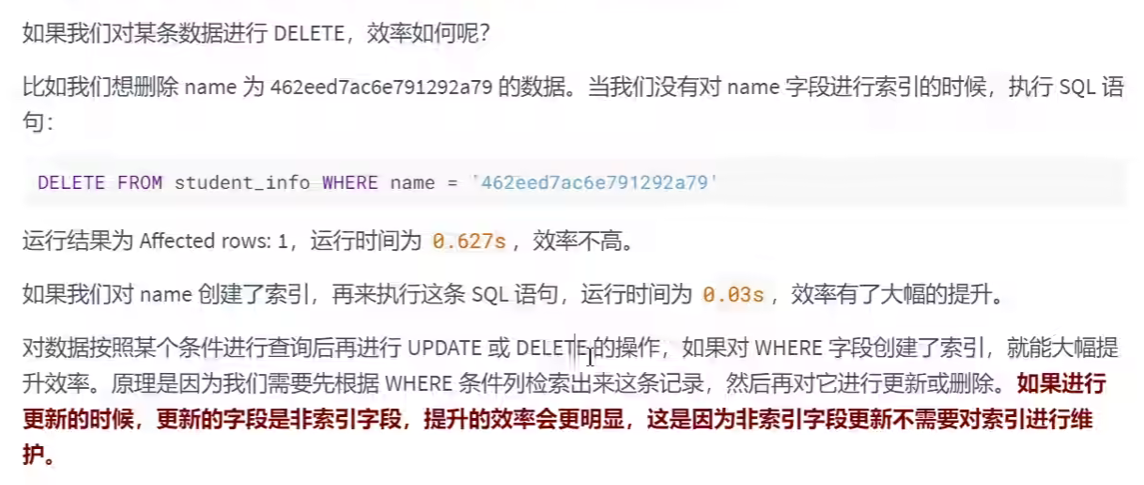 如果我们对某条数据进行 DELETE，效率如何呢？
比如我们想删除 name 为 462eed7ac6e791292a79 的数据。当我们没有对 name 字段进行索引的时候，执行 SQL 语
句：
DELETE FROM student_info WHERE name = '462eed7ac6e791292a79'
运行结果为 Affected rows: 1，运行时间为 0.627s ，效率不高。
如果我们对 name 创建了索引，再来执行这条 SQL 语句，运行时间为 0.03s ，效率有了大幅的提升。
对数据按照某个条件进行查询后再进行 UPDATE 或 DELETE 的操作，如果对 WHERE 字段创建了索引，就能大幅提
升效率。原理是因为我们需要先根据 WHERE 条件列检索出来这条记录，然后再对它进行更新或删除。如果进行
更新的时候，更新的字段是非索引字段，提升的效率会更明显，这是因为非索引字段更新不需要对索引进行维
护。